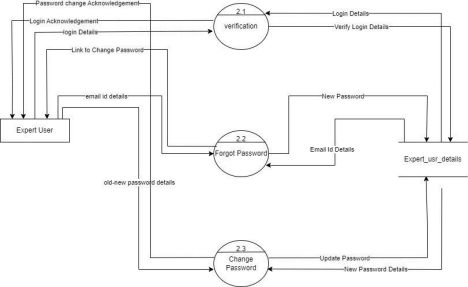 Password change Acknowledgement
2.1
verification
Login Details
Login Acknowledgement
login Details
Verify Login Details
Link to Change Password
email id details
New Password
Expert User
2.2
Forgot Password
Email Id Details
Expert_usr_details
old-new password details
2.3
Change
Password
Update Password
New Password Details